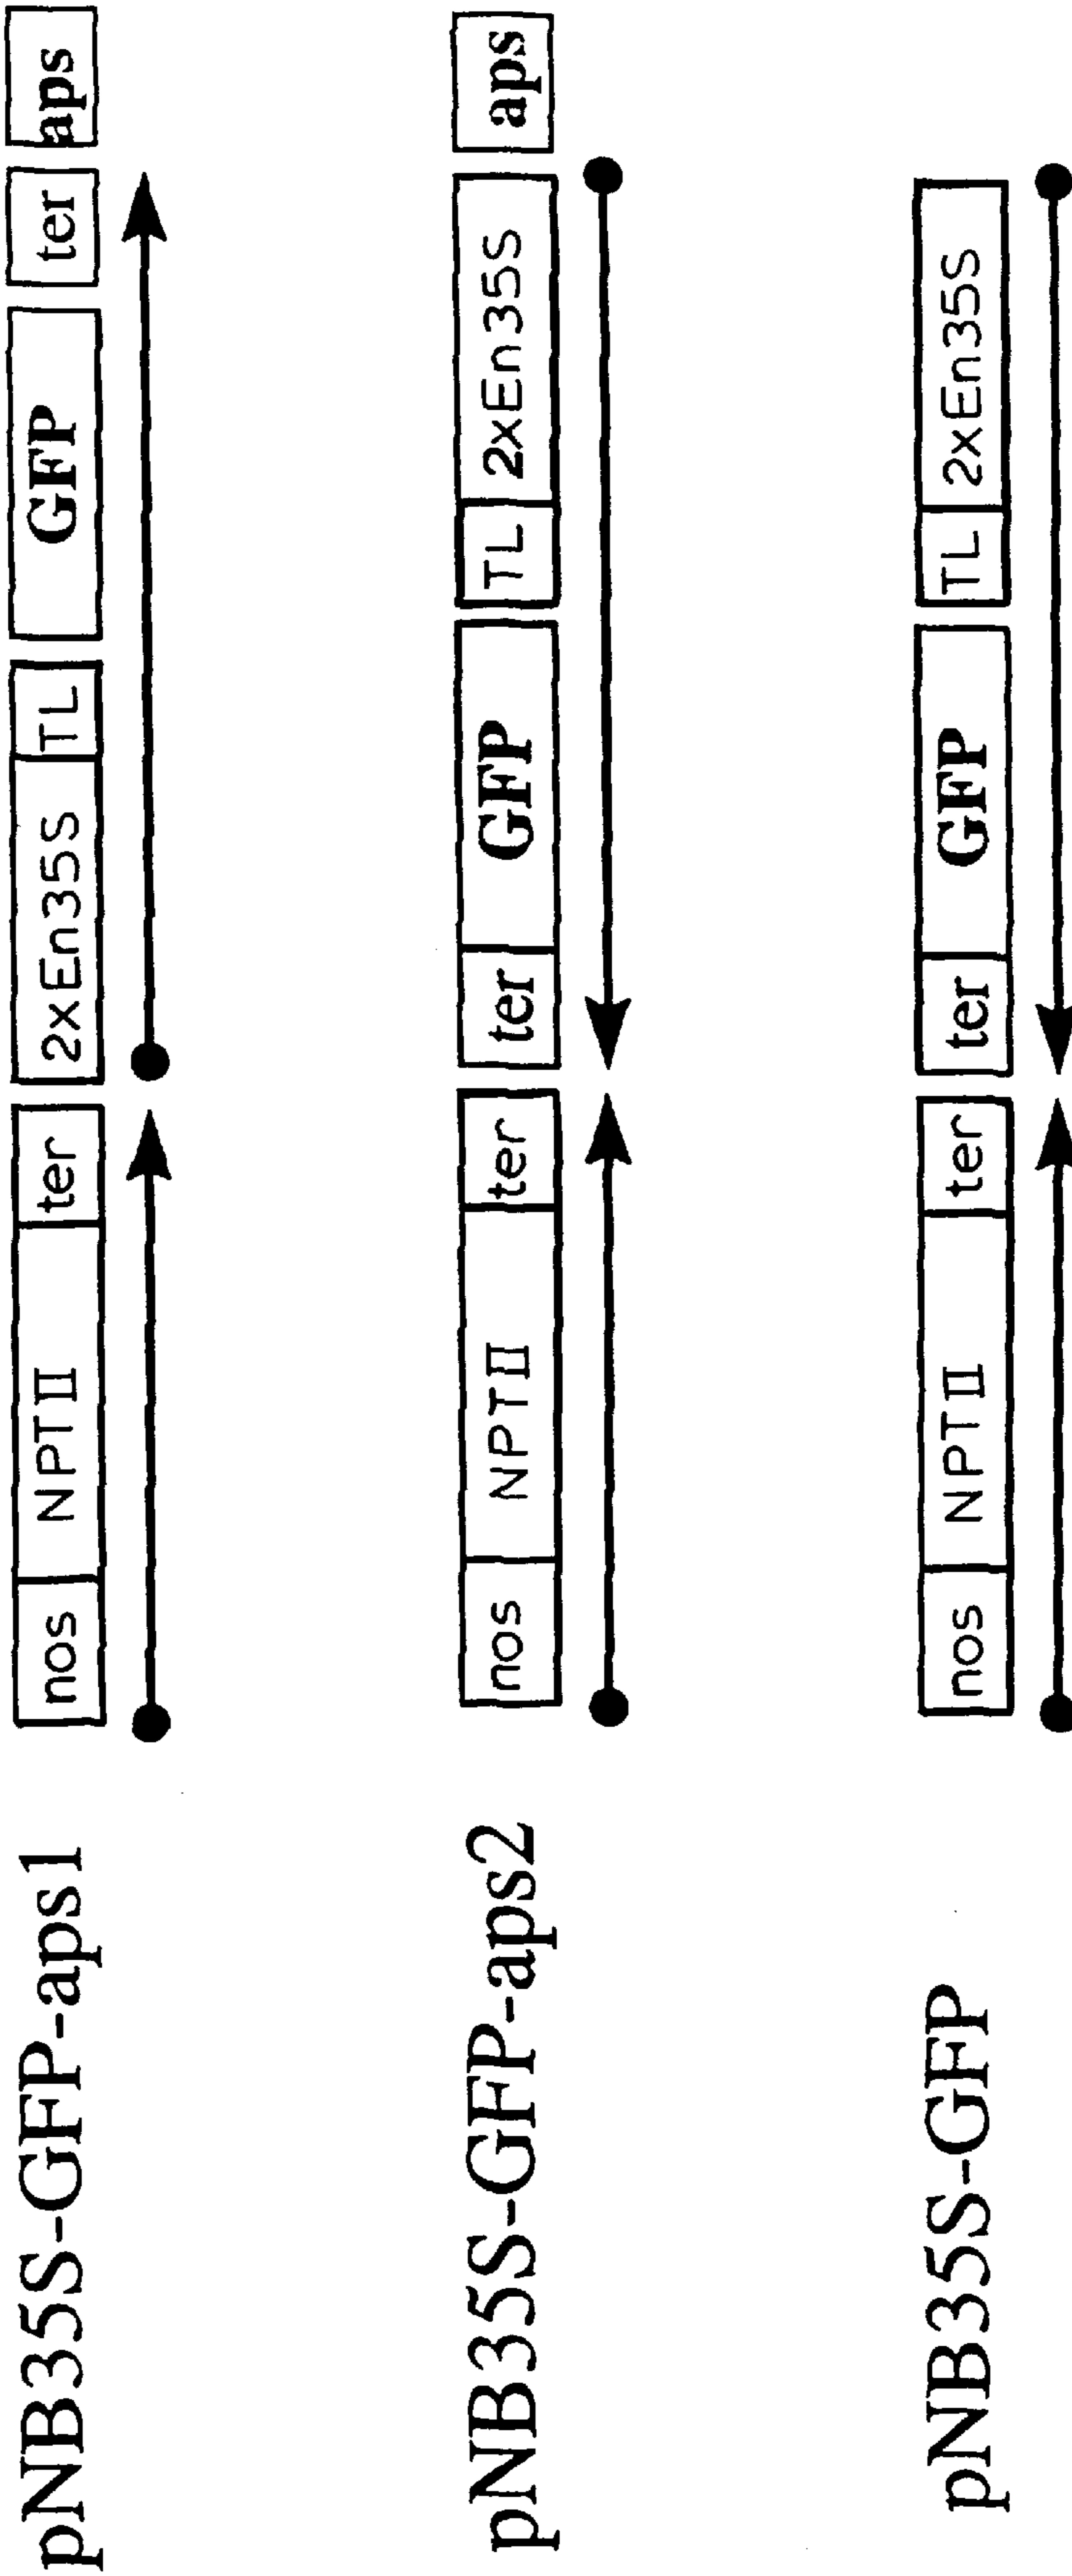 pNB35S-GFP-aps1 nos NPTII ter 2xEn35S TL GFP ter aps
pNB35S-GFP-aps2 nos NPTII ter ter GFP TL 2xEn35S aps
pNB35S-GFP nos NPTII ter ter GFP TL 2xEn35S